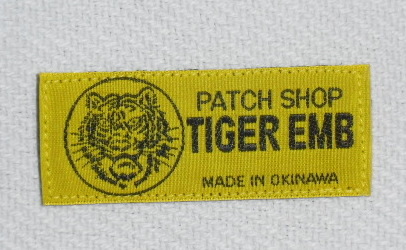 PATCH SHOP
TIGER EMB
MADE IN OKINAWA